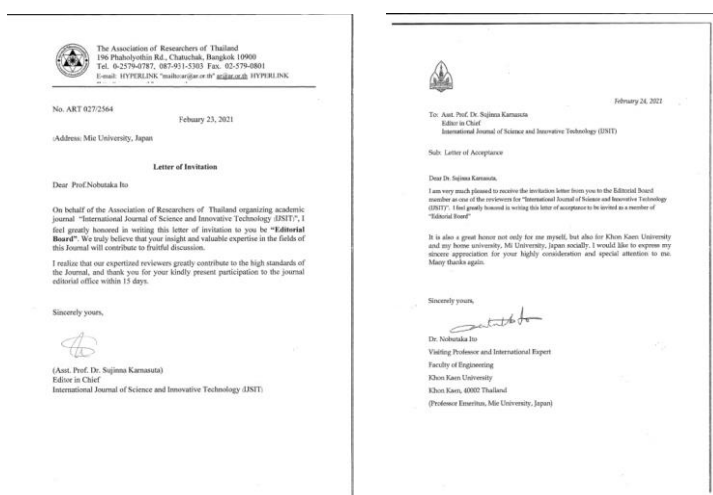 The Association of Researchers of Thailand
196 Phaholyothin Rd., Chatuchak, Bangkok 10900
Tel. 0-2579-0787, 087-931-5303 Fax. 02-579-0801
E-mail: HYPERLINK "mailto:ar@ar.or.th" ar@ar.or.th HYPERLINK
No. ART 027/2564
Febuary 23, 2021
:Address: Mie University, Japan
Letter of Invitation
Dear Prof.Nobutaka Ito
On behalf of the Association of Researchers of Thailand organizing academic
journal "International Journal of Science and Innovative Technology (IJSIT)", I
feel greatly honored in writing this letter of invitation to you be "Editorial
Board". We truly believe that your insight and valuable expertise in the fields of
this Journal will contribute to fruitful discussion.
I realize that our expertized reviewers greatly contribute to the high standards of
the Journal, and thank you for your kindly present participation to the journal
editorial office within 15 days.
Sincerely yours,
(Asst. Prof. Dr. Sujinna Karnasuta)
Editor in Chief
International Journal of Science and Innovative Technology (IJSIT)
February 24, 2021
To: Asst. Prof. Dr. Sujinna Karnasuta
Editor in Chief
International Journal of Science and Innovative Technology (IJSIT)
Sub: Letter of Acceptance
Dear Dr. Sujinna Karnasuta,
I am very much pleased to receive the invitation letter from you to the Editorial Board
member as one of the reviewers for "International Journal of Science and Innovative Technology
(IJSIT)". I feel greatly honored in writing this letter of acceptance to be invited as a member of
"Editorial Board"
It is also a great honor not only for me myself, but also for Khon Kaen University
and my home university, Mi University, Japan socially. I would like to express my
sincere appreciation for your highly consideration and special attention to me.
Many thanks again.
Sincerely yours,
Dr. Nobutaka Ito
Visiting Professor and International Expert
Faculty of Engineering
Khon Kaen University
Khon Kaen, 40002 Thailand
(Professor Emeritus, Mie University, Japan)